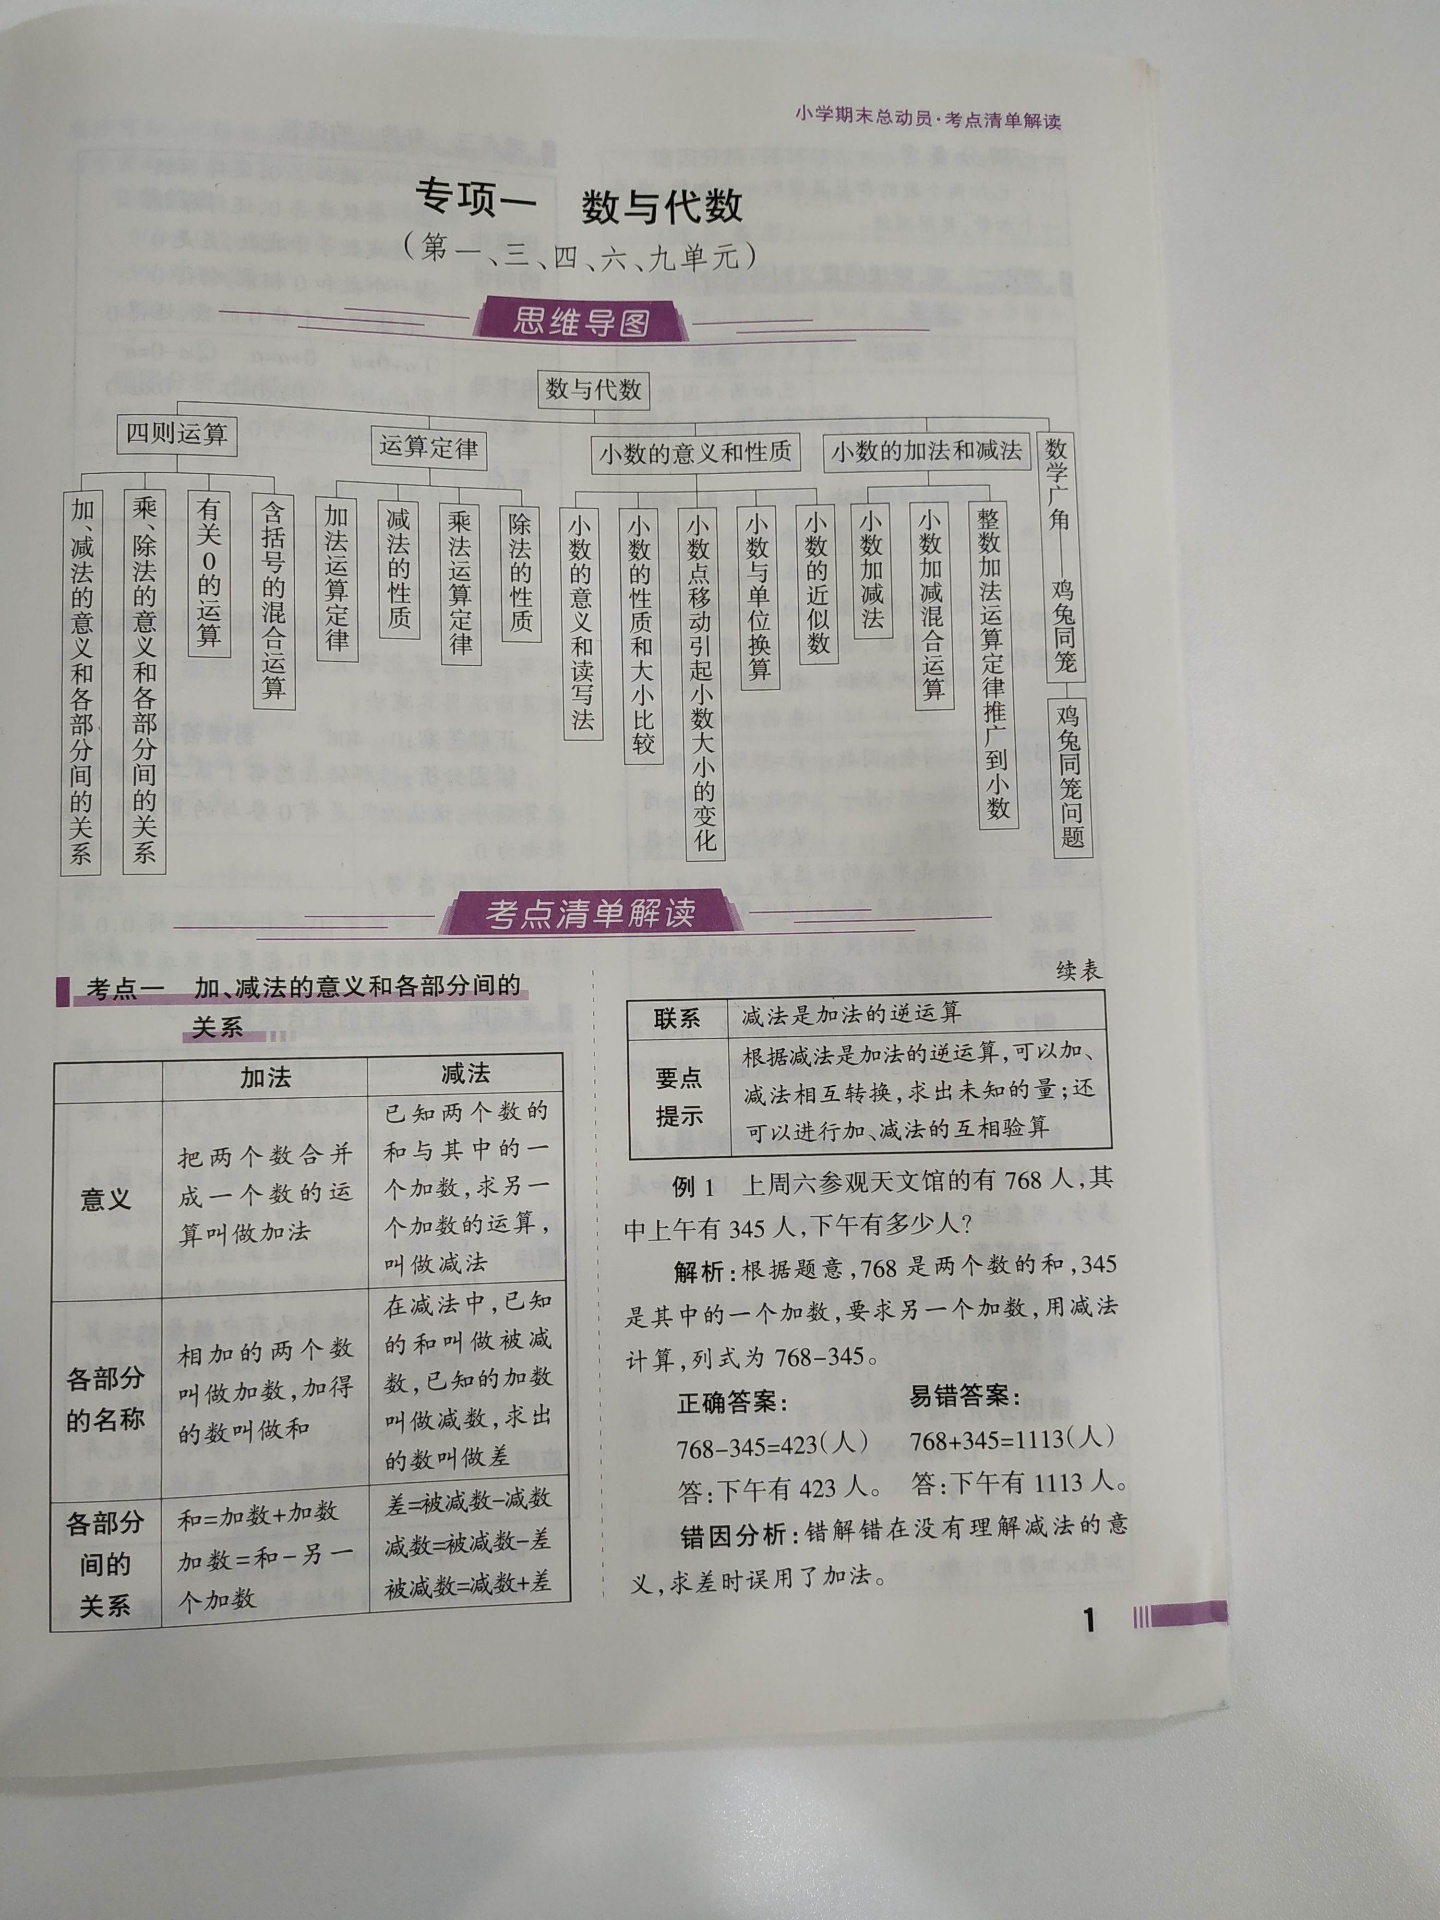 小学期末总动员·考点清单解读
专项一 数与代数
(第一、三、四、六、九单元)
思维导图
数与代数
四则运算
运算定律
小数的意义和性质
小数的加法和减法
数学广角——鸡兔同笼
加、减法的意义和各部分间的关系
乘、除法的意义和各部分间的关系
有关0的运算
含括号的混合运算
加法运算定律
减法的性质
乘法运算定律
除法的性质
小数的意义和读写法
小数的性质和大小比较
小数点移动引起小数大小的变化
小数与单位换算
小数的近似数
小数加减法
小数加减混合运算
整数加法运算定律推广到小数
鸡兔同笼问题
考点清单解读
考点一 加、减法的意义和各部分间的
关系
加法
减法
意义
把两个数合并
成一个数的运
算叫做加法
已知两个数的
和与其中的一
个加数,求另一
个加数的运算,
叫做减法
各部分
的名称
相加的两个数
叫做加数,加得
的数叫做和
在减法中,已知
的和叫做被减
数,已知的加数
叫做减数,求出
的数叫做差
各部分
间的
关系
和=加数+加数
加数=和-另一
个加数
差=被减数-减数
减数=被减数-差
被减数=减数+差
续表
联系
减法是加法的逆运算
要点
提示
根据减法是加法的逆运算,可以加、
减法相互转换,求出未知的量;还
可以进行加、减法的互相验算
例1 上周六参观天文馆的有768人,其
中上午有345人,下午有多少人?
解析:根据题意,768是两个数的和,345
是其中的一个加数,要求另一个加数,用减法
计算,列式为768-345。
正确答案: 易错答案:
768-345=423(人) 768+345=1113(人)
答:下午有423人。 答:下午有1113人。
错因分析:错解错在没有理解减法的意
义,求差时误用了加法。
1